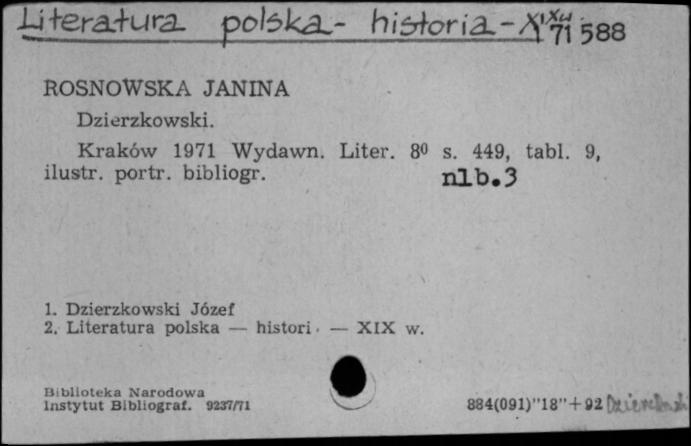 Literatura polska - historia - XIX w.
71 588
ROSNOWSKA JANINA
Dzierzkowski.
Kraków 1971 Wydawn. Liter. 8⁰ s. 449, tabl. 9,
ilustr. portr. bibliogr. nlb.3
1. Dzierzkowski Józef
2. Literatura polska — histori — XIX w.
Biblioteka Narodowa
Instytut Bibliograf. 9237/71
884(091)"18"+92